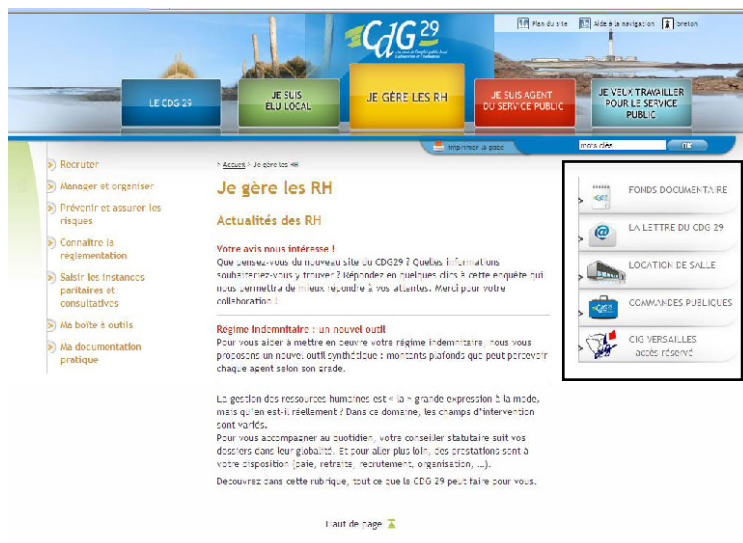 Plan du site
Aide à la navigation
breton
CdG 29
LE CDG 29
JE SUIS
ÉLU LOCAL
JE GÈRE LES RH
JE SUIS AGENT
DU SERVICE PUBLIC
JE VEUX TRAVAILLER
POUR LE SERVICE
PUBLIC
Imprimer la page
mots clés
OK
Recruter
Manager et organiser
Prévenir et assurer les
risques
Connaître la
réglementation
Saisir les instances
paritaires et
consultatives
Ma boîte à outils
Ma documentation
pratique
> Accueil > Je gère les RH
Je gère les RH
Actualités des RH
Votre avis nous intéresse !
Que pensez-vous du nouveau site du CDG29 ? Quelles informations
souhaiteriez-vous y trouver ? Répondez en quelques clics à cette enquête qui
nous permettra de mieux répondre à vos attentes. Merci pour votre
collaboration !
Régime indemnitaire : un nouvel outil
Pour vous aider à mettre en oeuvre votre régime indemnitaire, nous vous
proposons un nouvel outil synthétique : montants plafonds que peut percevoir
chaque agent selon son grade.
La gestion des ressources humaines est « la » grande expression à la mode,
mais qu'en est-il réellement ? Dans ce domaine, les champs d'intervention
sont variés.
Pour vous accompagner au quotidien, votre conseiller statutaire suit vos
dossiers dans leur globalité. Et pour aller plus loin, des prestations sont à
votre disposition (paie, retraite, recrutement, organisation, ...).
Découvrez dans cette rubrique, tout ce que le CDG 29 peut faire pour vous.
Haut de page
FONDS DOCUMENTAIRE
LA LETTRE DU CDG 29
LOCATION DE SALLE
COMMANDES PUBLIQUES
CIG VERSAILLES
accès réservé